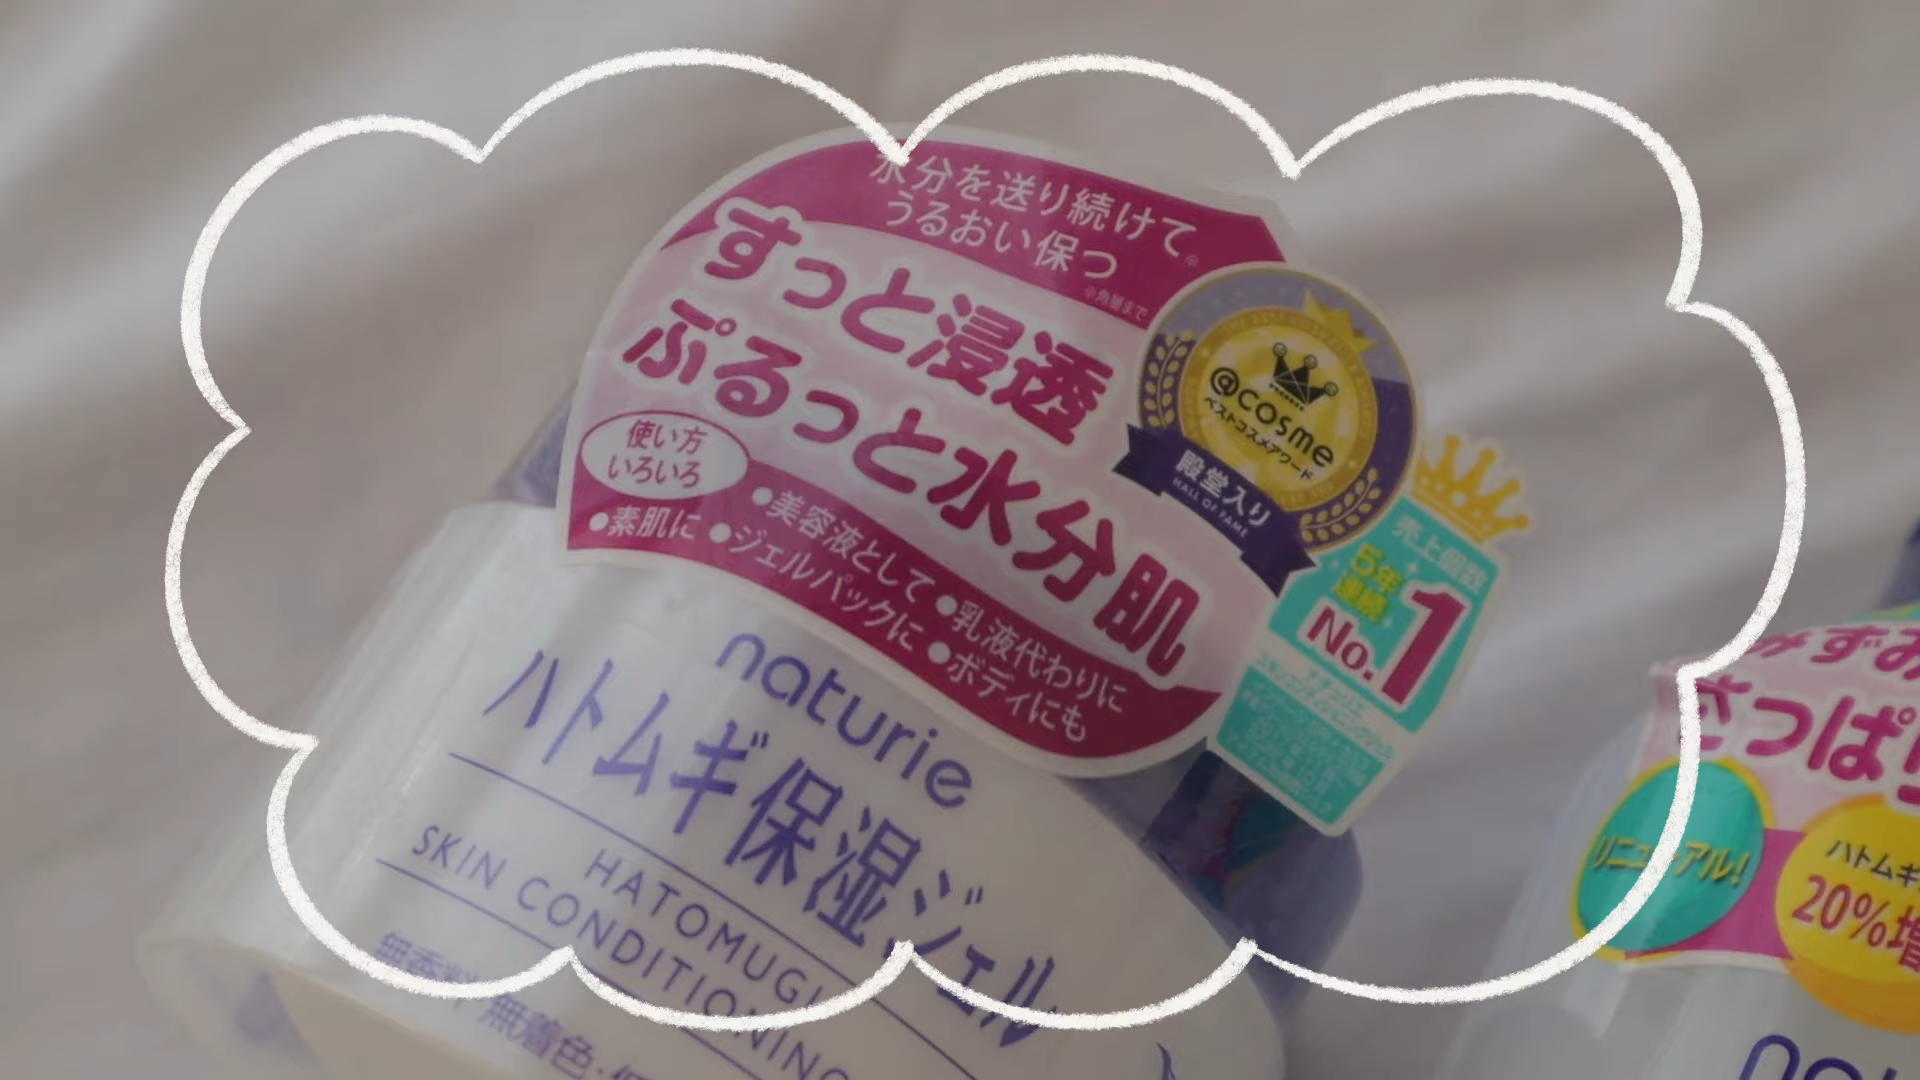 水分を送り続けて※
うるおい保つ
※角層まで
すっと浸透
ぷるっと水分肌
使い方
いろいろ
●美容液として ●乳液代わりに
●素肌に ●ジェルパックに ●ボディにも
@cosme
ベストコスメアワード
殿堂入り
HALL OF FAME
売上個数
5年
連続
No.1
naturie
ハトムギ保湿ジェル
HATOMUGI
SKIN CONDITIONING
無香料・無着色・
みずみ
さっぱり
リニューアル!
ハトムギ
20%増